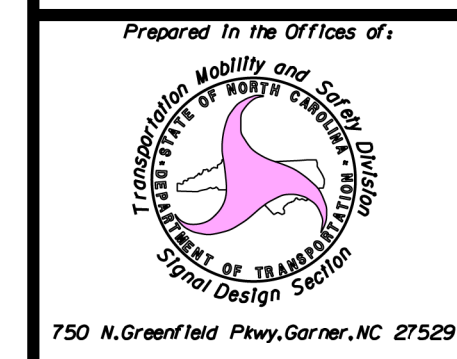 Prepared in the Offices of:
Transportation Mobility and Safety Division
STATE OF NORTH CAROLINA
DEPARTMENT OF TRANSPORTATION
Signal Design Section
750 N.Greenfield Pkwy,Garner,NC 27529